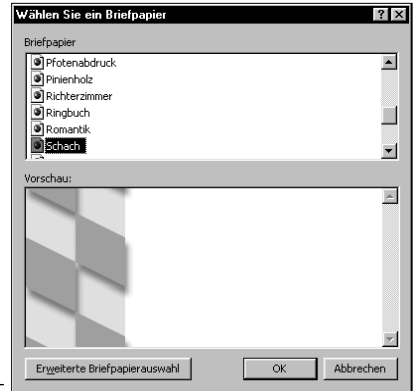 Wählen Sie ein Briefpapier
Briefpapier
Pfotenabdruck
Pinienholz
Richterzimmer
Ringbuch
Romantik
Schach
Vorschau:
Erweiterte Briefpapierauswahl
OK
Abbrechen